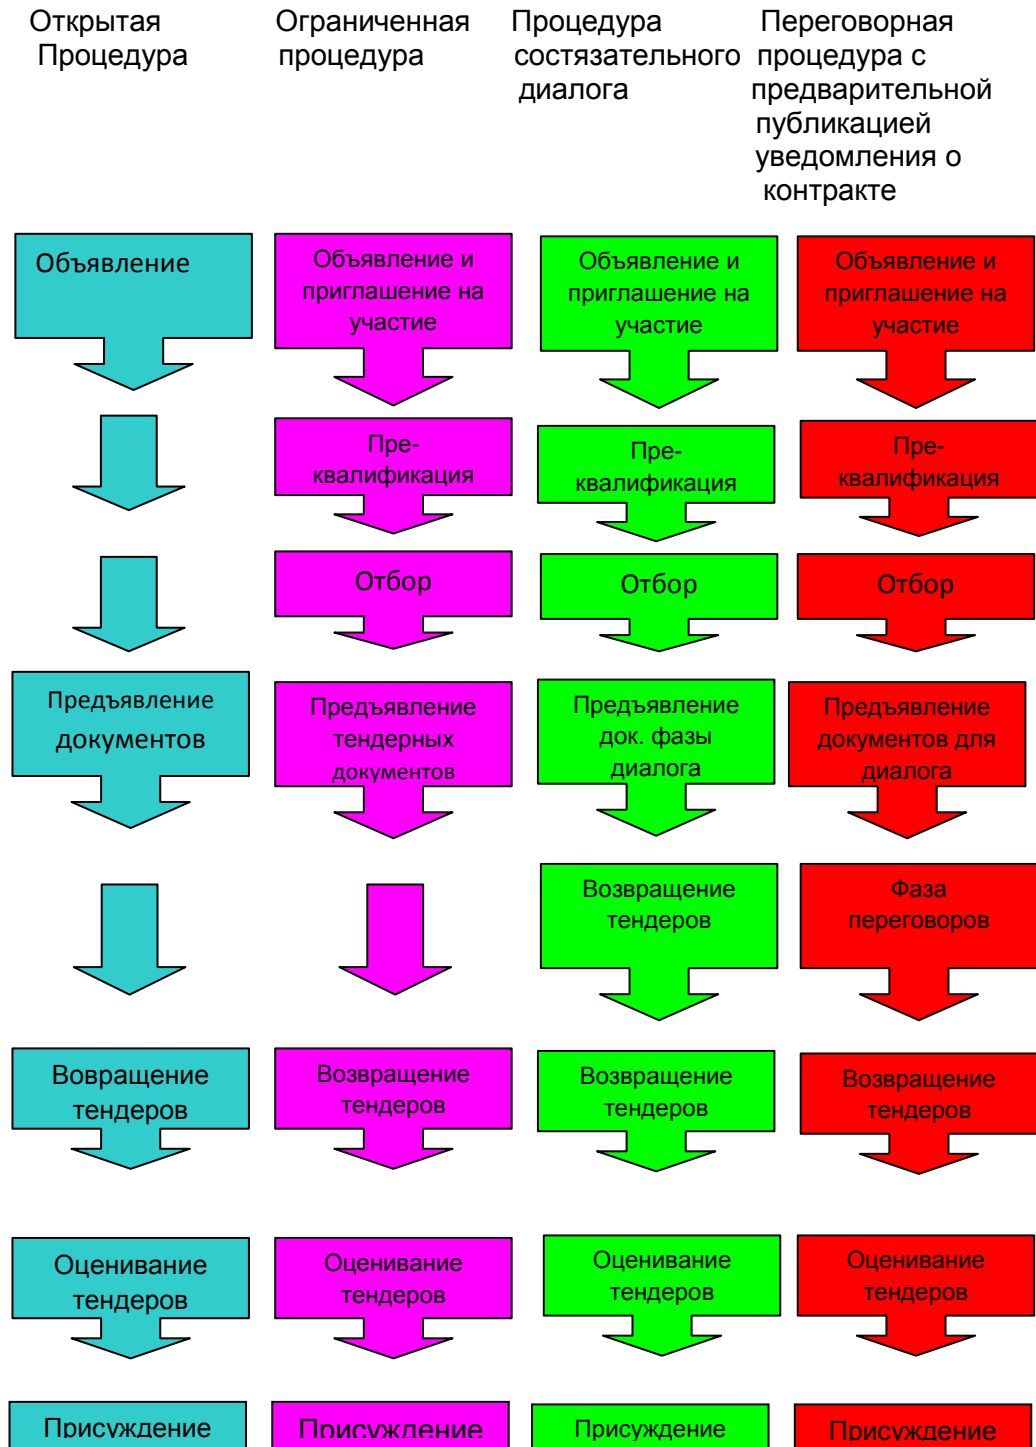 Открытая
Процедура
Ограниченная
процедура
Процедура
состязательного
диалога
Переговорная
процедура с
предварительной
публикацией
уведомления о
контракте
Объявление
Объявление и
приглашение на
участие
Объявление и
приглашение на
участие
Объявление и
приглашение на
участие
Пре-
квалификация
Пре-
квалификация
Пре-
квалификация
Отбор
Отбор
Отбор
Предъявление
документов
Предъявление
тендерных
документов
Предъявление
док. фазы
диалога
Предъявление
документов для
диалога
Возвращение
тендеров
Фаза
переговоров
Вовращение
тендеров
Возвращение
тендеров
Возвращение
тендеров
Возвращение
тендеров
Оценивание
тендеров
Оценивание
тендеров
Оценивание
тендеров
Оценивание
тендеров
Присуждение
Присуждение
Присуждение
Присуждение